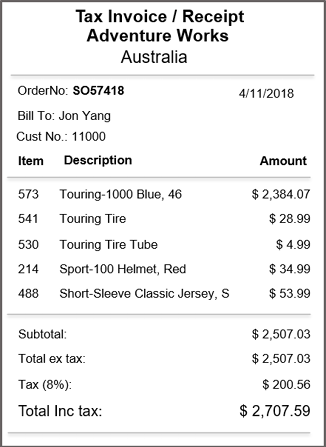 Tax Invoice / Receipt
Adventure Works
Australia
OrderNo: SO57418 4/11/2018
Bill To: Jon Yang
Cust No.: 11000
Item Description Amount
573 Touring-1000 Blue, 46 $ 2,384.07
541 Touring Tire $ 28.99
530 Touring Tire Tube $ 4.99
214 Sport-100 Helmet, Red $ 34.99
488 Short-Sleeve Classic Jersey, S $ 53.99
Subtotal: $ 2,507.03
Total ex tax: $ 2,507.03
Tax (8%): $ 200.56
Total Inc tax: $ 2,707.59